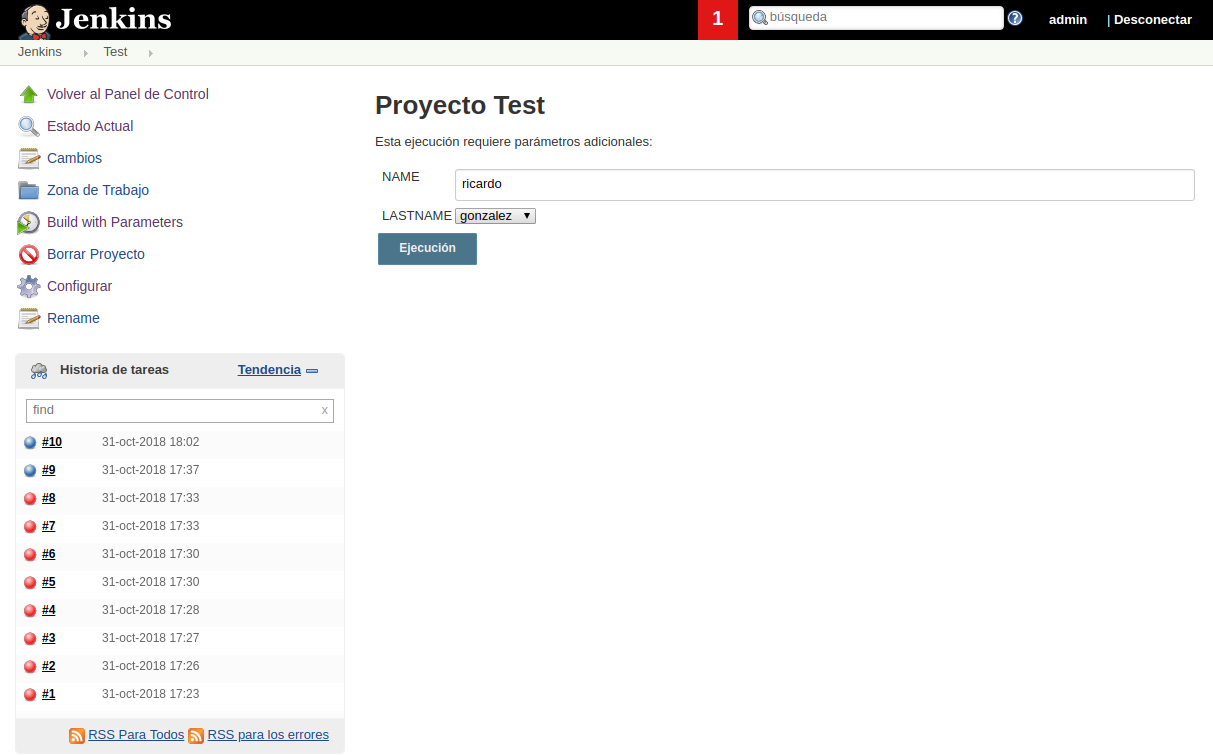 Jenkins
1
búsqueda
?
admin
| Desconectar
Jenkins
Test
Volver al Panel de Control
Estado Actual
Cambios
Zona de Trabajo
Build with Parameters
Borrar Proyecto
Configurar
Rename
Historia de tareas Tendencia
find x
#10 31-oct-2018 18:02
#9 31-oct-2018 17:37
#8 31-oct-2018 17:33
#7 31-oct-2018 17:33
#6 31-oct-2018 17:30
#5 31-oct-2018 17:30
#4 31-oct-2018 17:28
#3 31-oct-2018 17:27
#2 31-oct-2018 17:26
#1 31-oct-2018 17:23
RSS Para Todos RSS para los errores
Proyecto Test
Esta ejecución requiere parámetros adicionales:
NAME ricardo
LASTNAME gonzalez
Ejecución